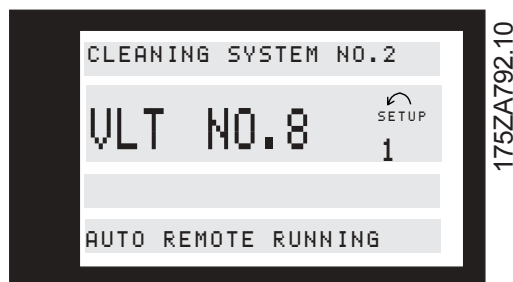 CLEANING SYSTEM NO.2
VLT NO.8
SETUP
1
AUTO REMOTE RUNNING
175ZA792.10